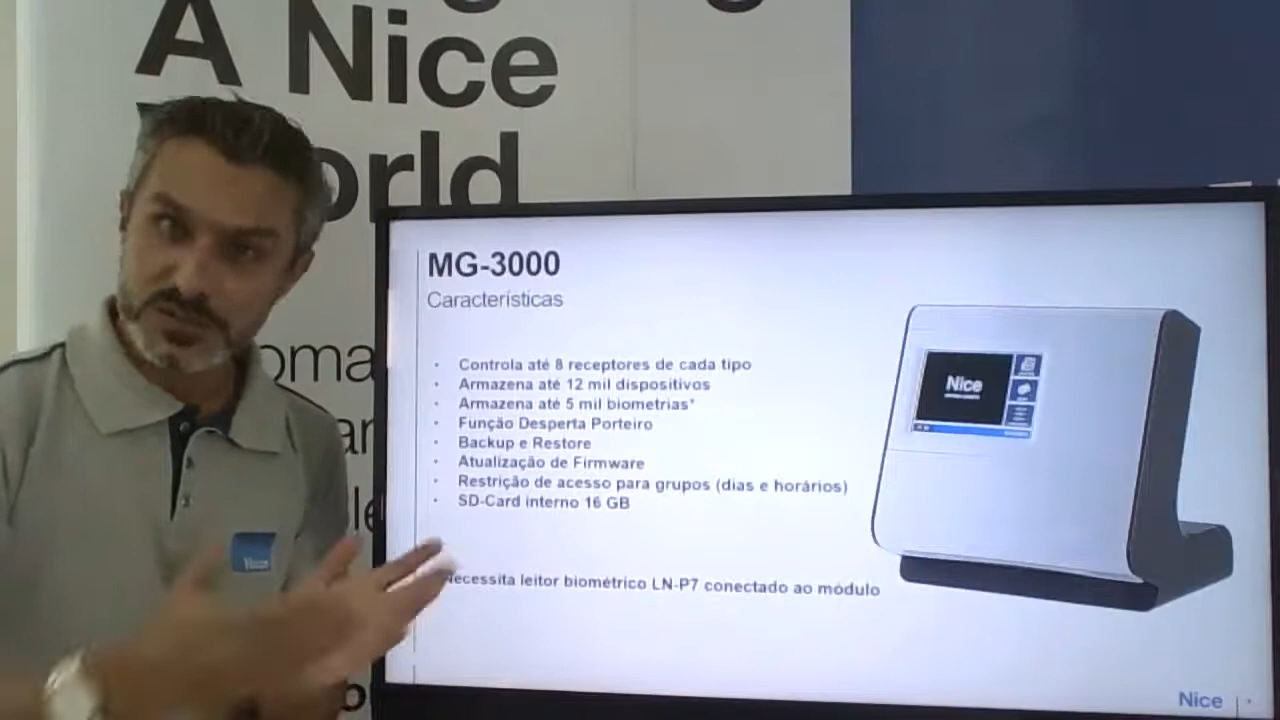 A Nice
World
MG-3000
Características
• Controla até 8 receptores de cada tipo
• Armazena até 12 mil dispositivos
• Armazena até 5 mil biometrias*
• Função Desperta Porteiro
• Backup e Restore
• Atualização de Firmware
• Restrição de acesso para grupos (dias e horários)
• SD-Card interno 16 GB
Necessita leitor biométrico LN-P7 conectado ao módulo
Nice
Nice
Nice